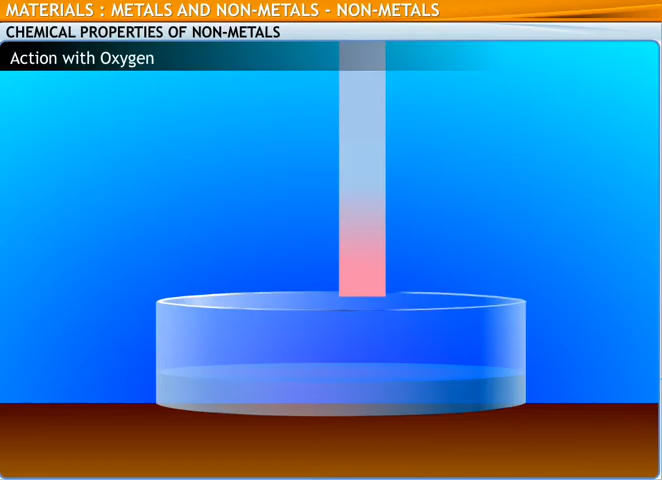 MATERIALS : METALS AND NON-METALS - NON-METALS
CHEMICAL PROPERTIES OF NON-METALS
Action with Oxygen